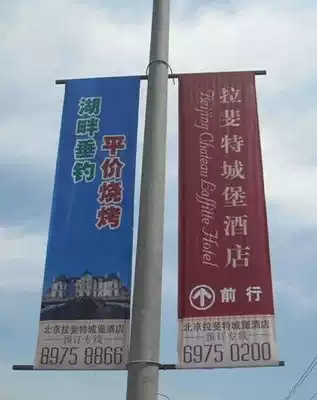 湖畔垂钓
平价烧烤
北京拉斐特城堡酒店
预订专线
8975 8866
拉斐特城堡酒店
Beijing Chateau Laffitte Hotel
前行
北京拉斐特城堡酒店
预订专线
6975 0200